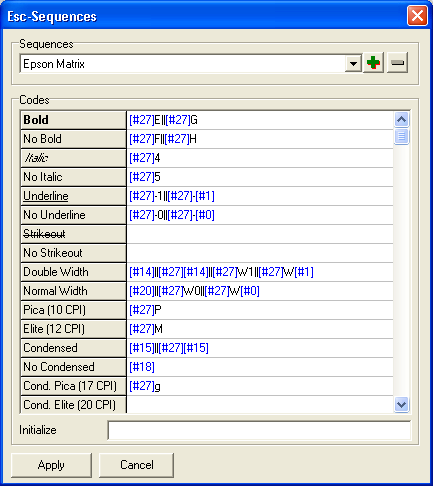 Esc-Sequences
Sequences
Epson Matrix
Codes
Bold [#27]E||[#27]G
No Bold [#27]F||[#27]H
Italic [#27]4
No Italic [#27]5
Underline [#27]-1||[#27]-[#1]
No Underline [#27]-0||[#27]-[#0]
Strikeout
No Strikeout
Double Width [#14]||[#27][#14]||[#27]W1||[#27]W[#1]
Normal Width [#20]||[#27]W0||[#27]W[#0]
Pica (10 CPI) [#27]P
Elite (12 CPI) [#27]M
Condensed [#15]||[#27][#15]
No Condensed [#18]
Cond. Pica (17 CPI) [#27]g
Cond. Elite (20 CPI)
Initialize
Apply Cancel